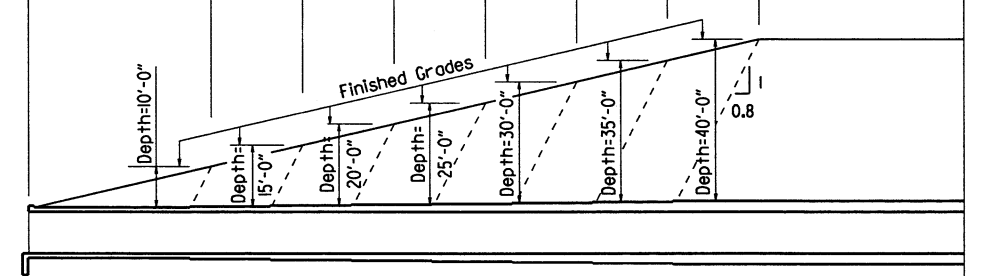 Finished Grades
Depth=10'-0"
Depth=
15'-0"
Depth=
20'-0"
Depth=
25'-0"
Depth=30'-0"
Depth=35'-0"
Depth=40'-0"
1
0.8